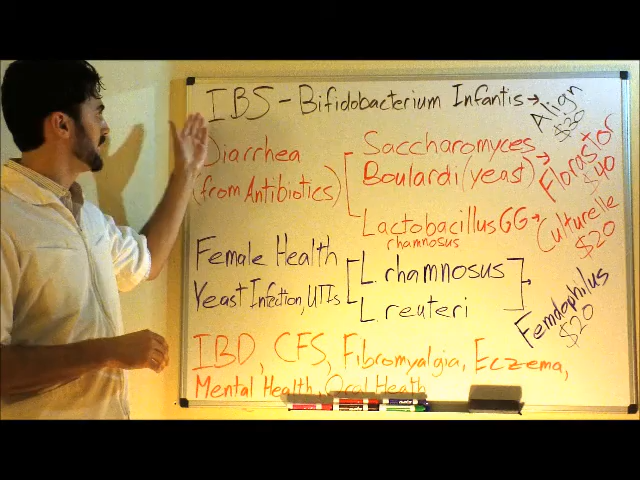 IBS - Bifidobacterium Infantis → Align $30
Diarrhea (from Antibiotics)
Saccharomyces Boulardi (yeast) → Florastor $40
Lactobacillus GG → Culturelle $20
rhamnosus
Female Health
Yeast Infection, UTIs
L. rhamnosus
L. reuteri
→ Femdophilus $20
IBD, CFS, Fibromyalgia, Eczema,
Mental Health, Oral Heath